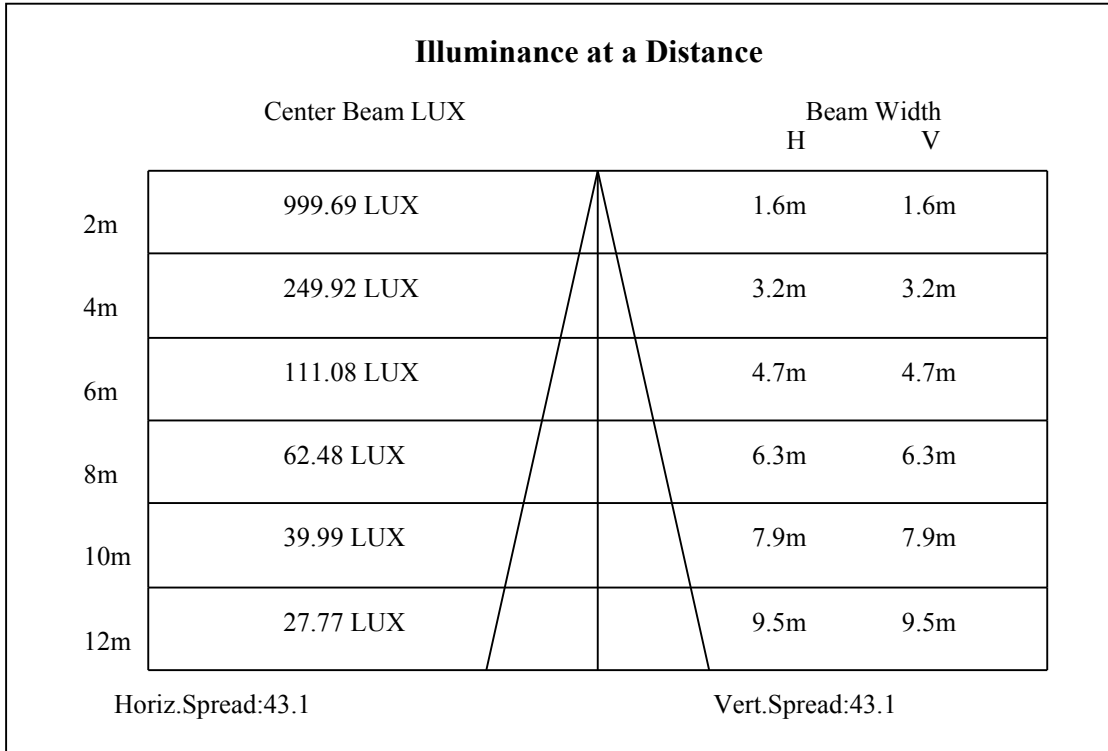 Illuminance at a Distance
Center Beam LUX Beam Width
H V
2m 999.69 LUX 1.6m 1.6m
4m 249.92 LUX 3.2m 3.2m
6m 111.08 LUX 4.7m 4.7m
8m 62.48 LUX 6.3m 6.3m
10m 39.99 LUX 7.9m 7.9m
12m 27.77 LUX 9.5m 9.5m
Horiz.Spread:43.1 Vert.Spread:43.1